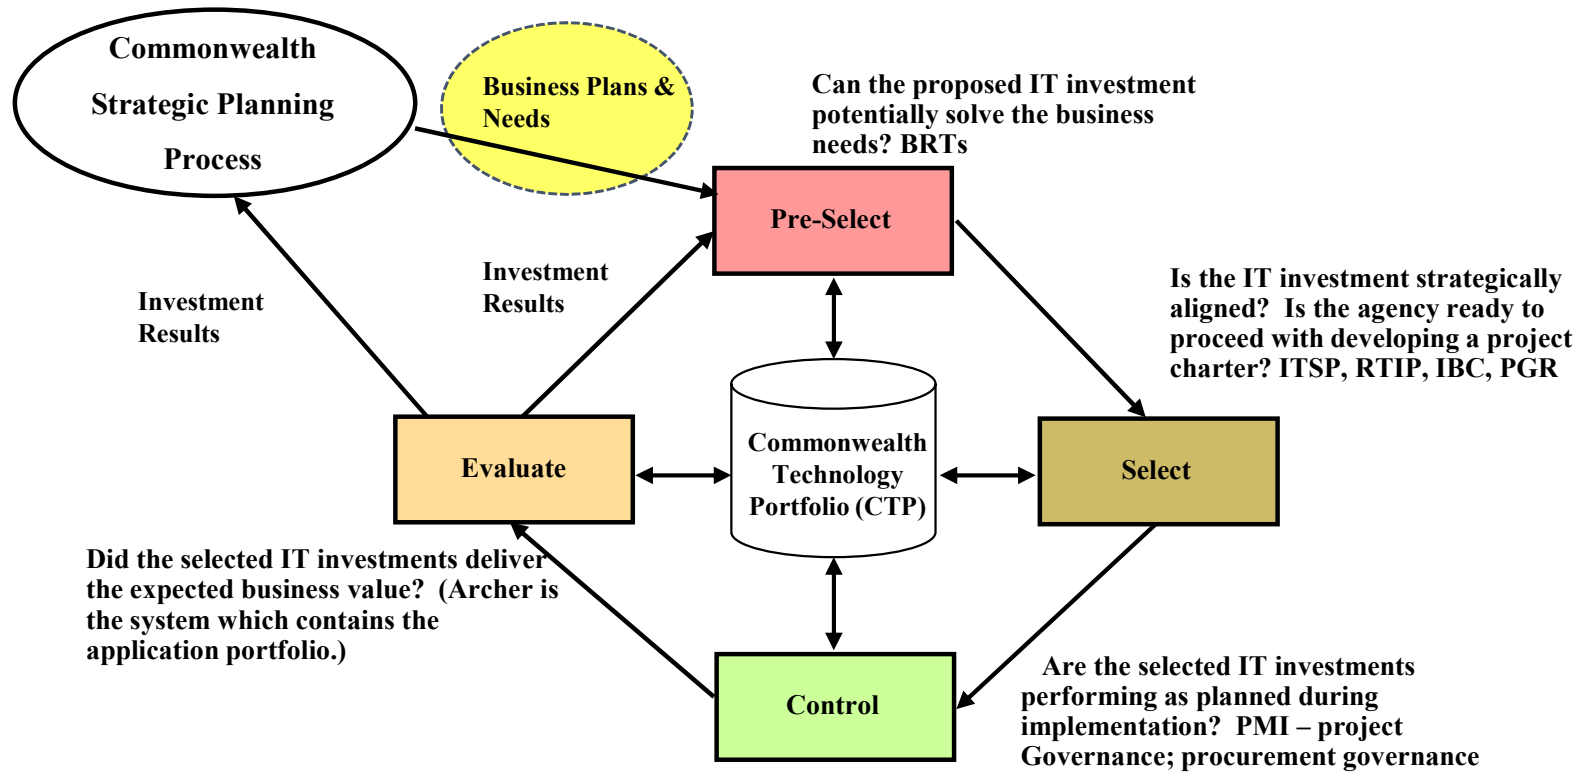 Commonwealth
Strategic Planning
Process
Business Plans &
Needs
Can the proposed IT investment
potentially solve the business
needs? BRTs
Pre-Select
Investment
Results
Investment
Results
Is the IT investment strategically
aligned?  Is the agency ready to
proceed with developing a project
charter? ITSP, RTIP, IBC, PGR
Evaluate
Commonwealth
Technology
Portfolio (CTP)
Select
Did the selected IT investments deliver
the expected business value?  (Archer is
the system which contains the
application portfolio.)
Control
Are the selected IT investments
performing as planned during
implementation?  PMI – project
Governance; procurement governance